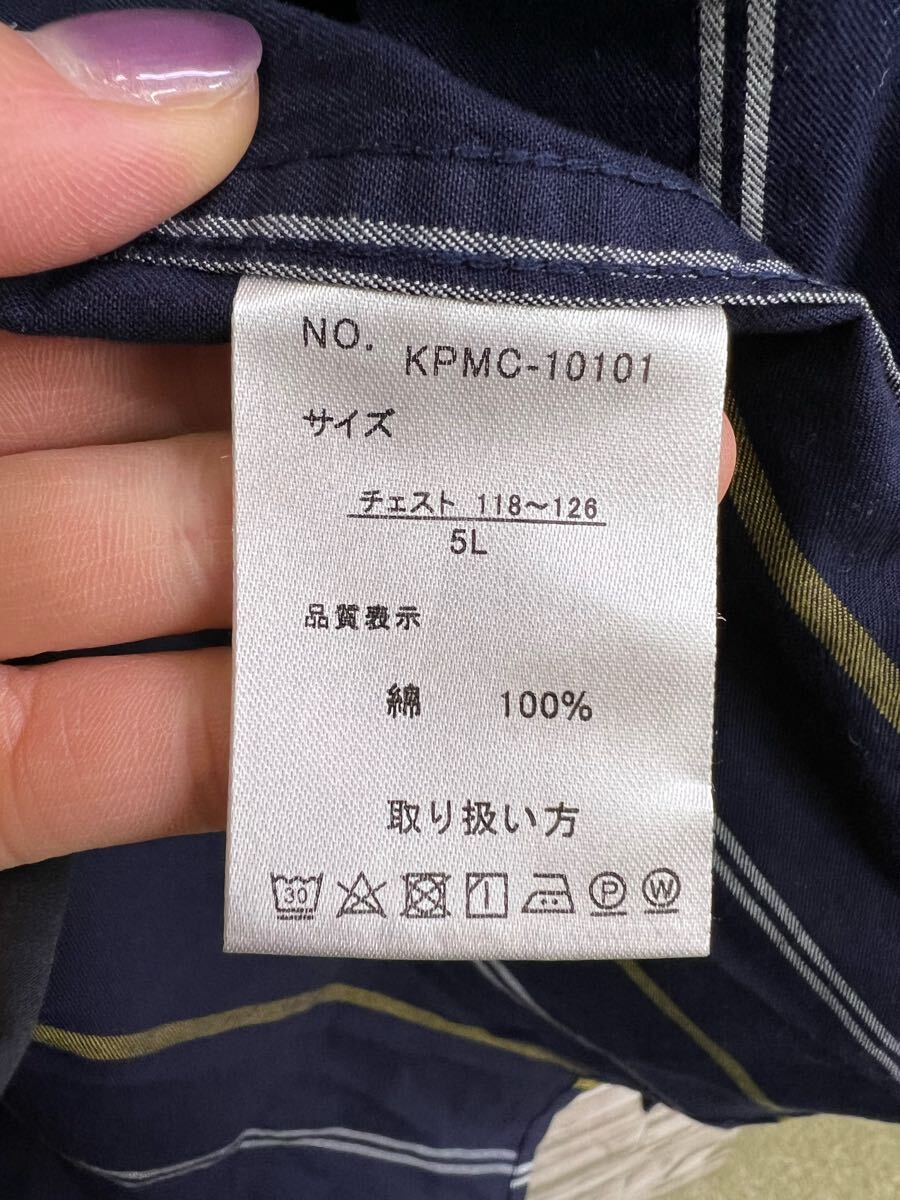 NO. KPMC-10101
サイズ
チェスト 118～126
5L
品質表示
綿 100%
取り扱い方
30 P W